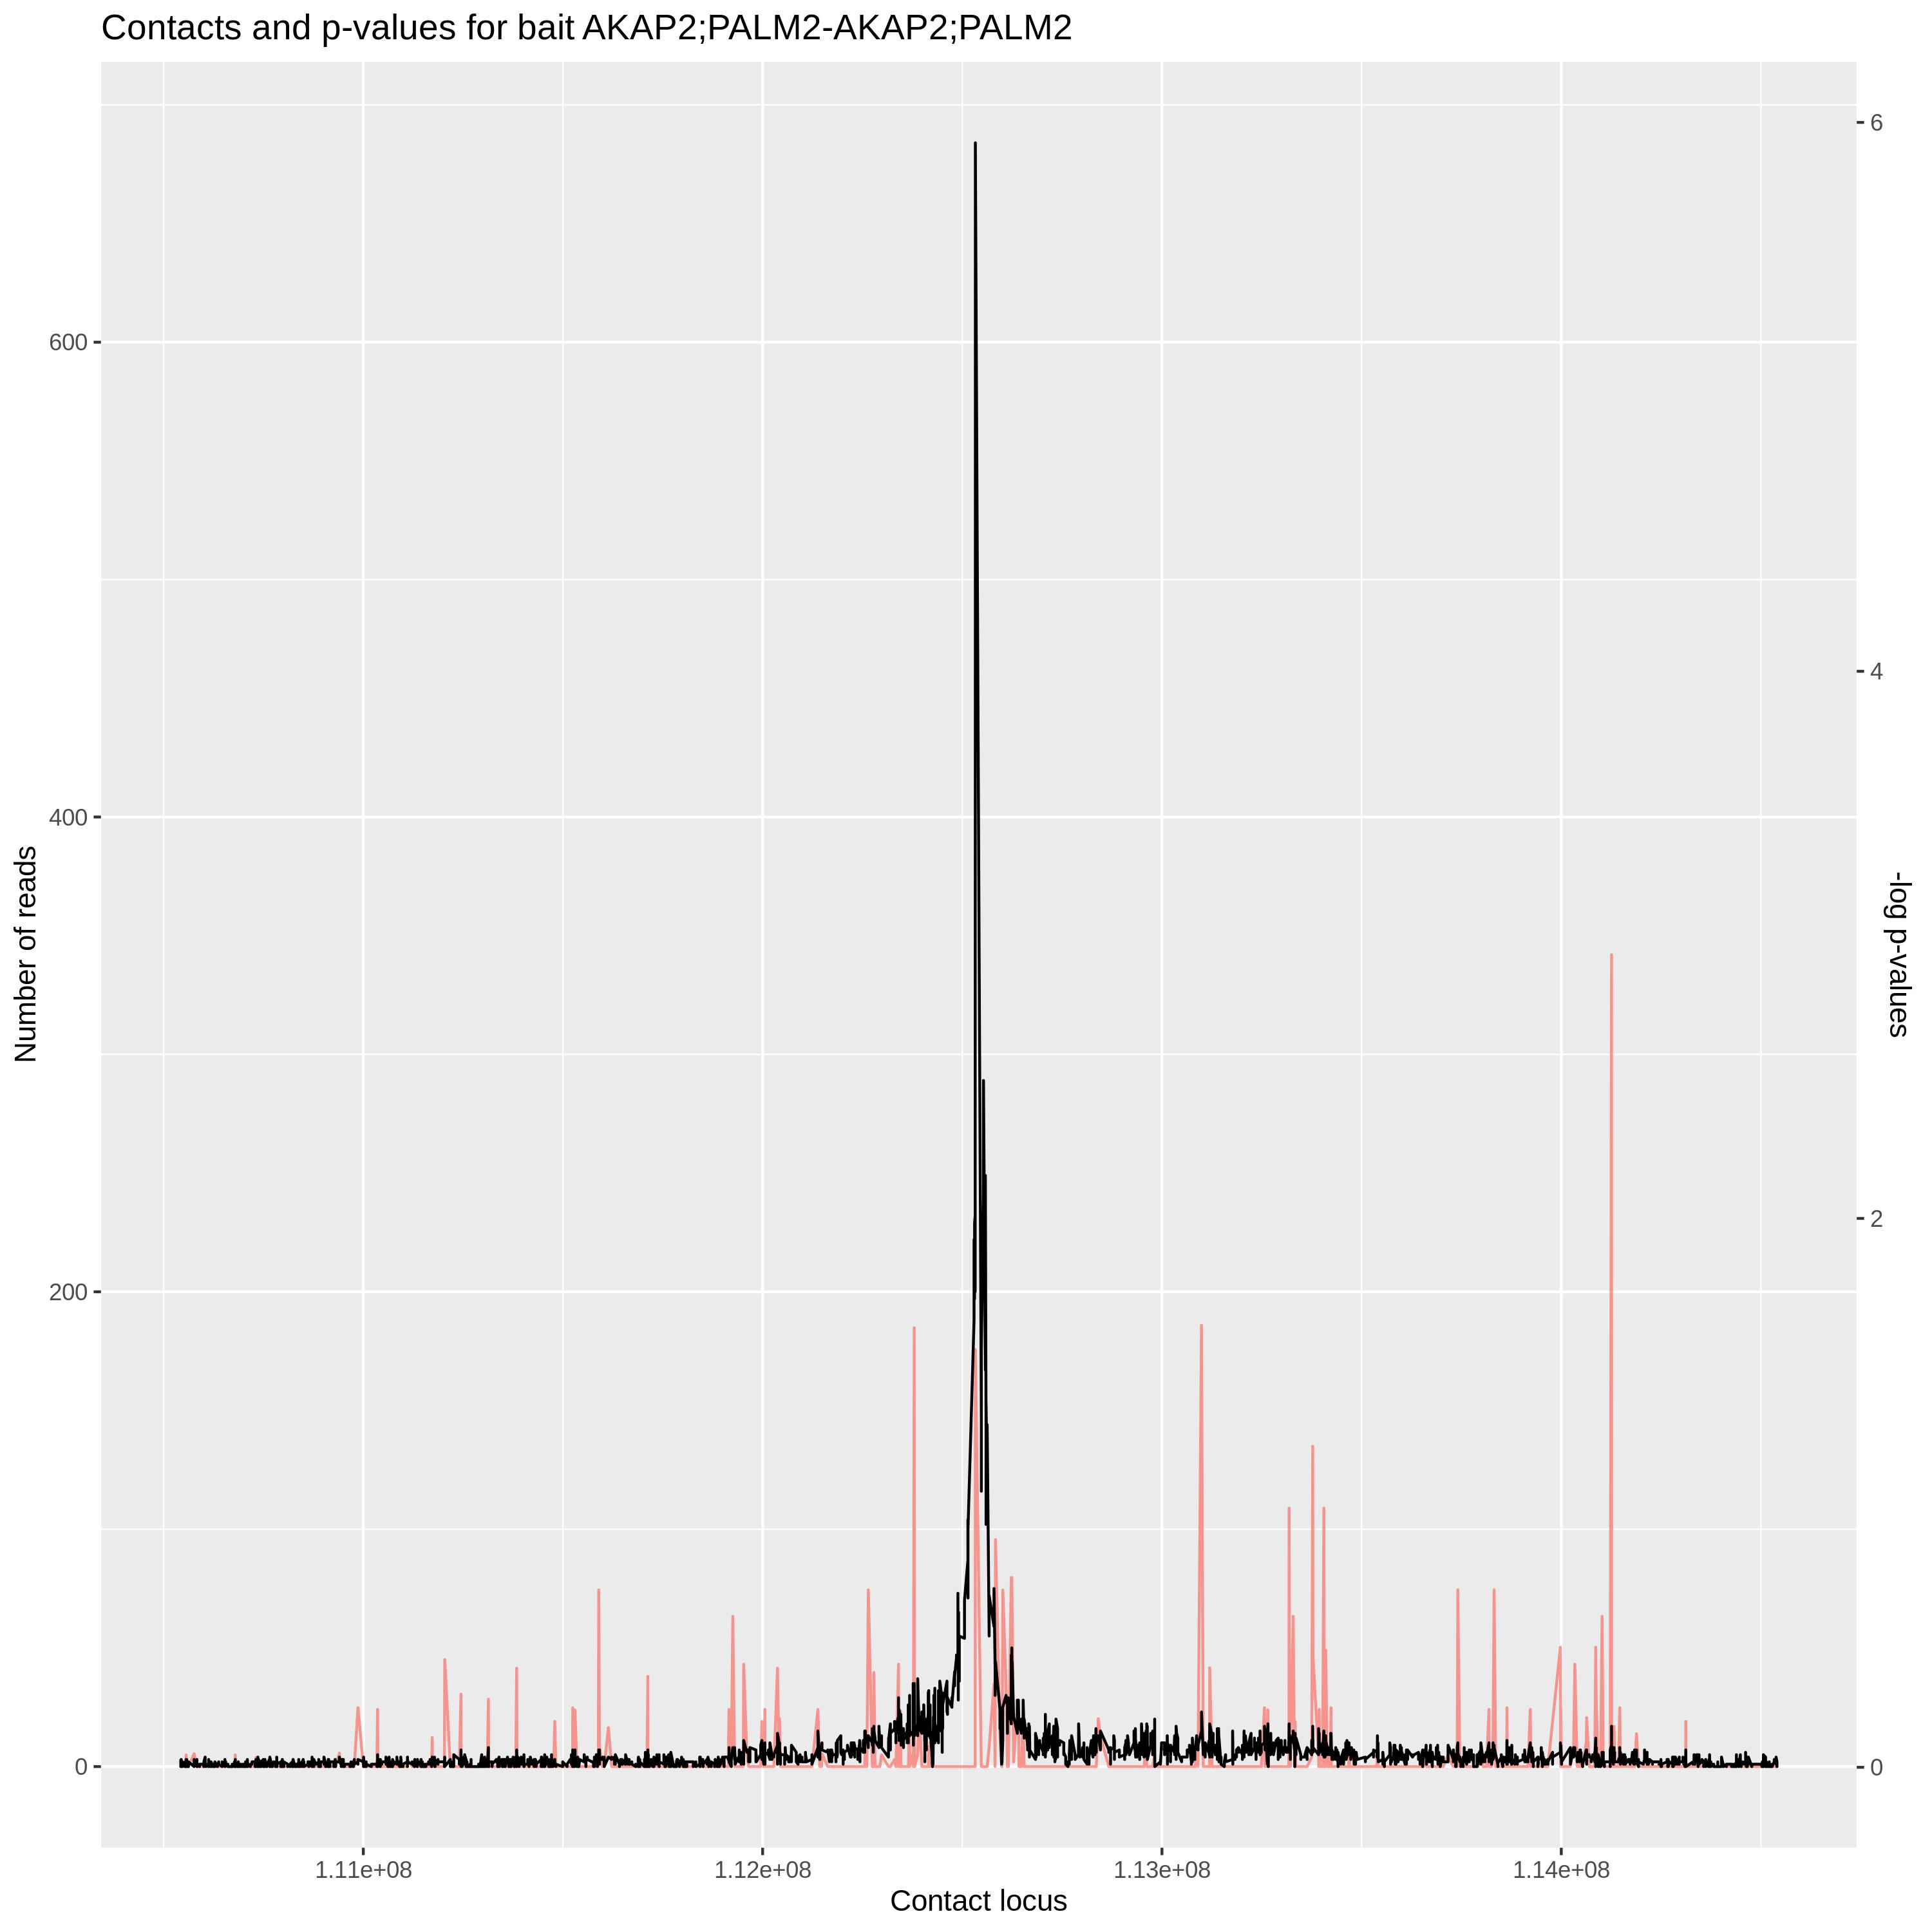 Contacts and p-values for bait AKAP2;PALM2-AKAP2;PALM2
Number of reads
600
400
200
0
6
4
2
0
-log p-values
1.11e+08
1.12e+08
1.13e+08
1.14e+08
Contact locus